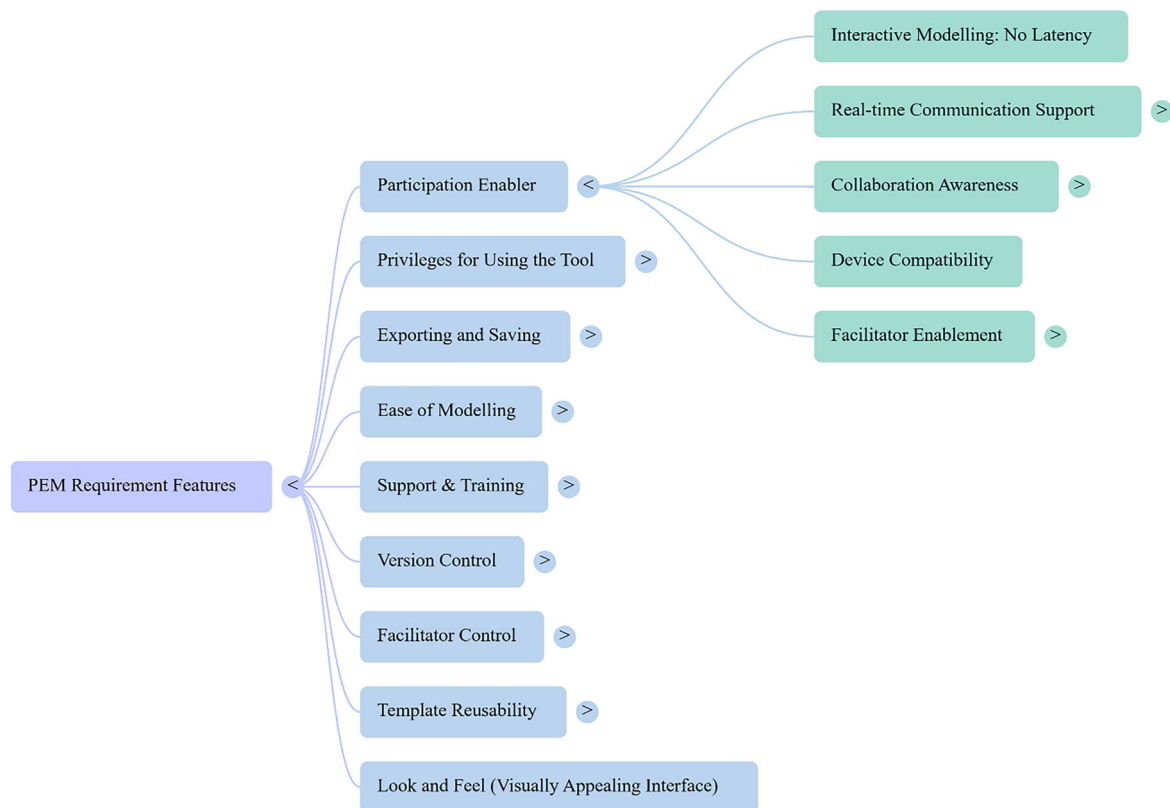 PEM Requirement Features
<
Participation Enabler
<
Interactive Modelling: No Latency
Real-time Communication Support
>
Collaboration Awareness
>
Device Compatibility
Facilitator Enablement
>
Privileges for Using the Tool
>
Exporting and Saving
>
Ease of Modelling
>
Support & Training
>
Version Control
>
Facilitator Control
>
Template Reusability
>
Look and Feel (Visually Appealing Interface)